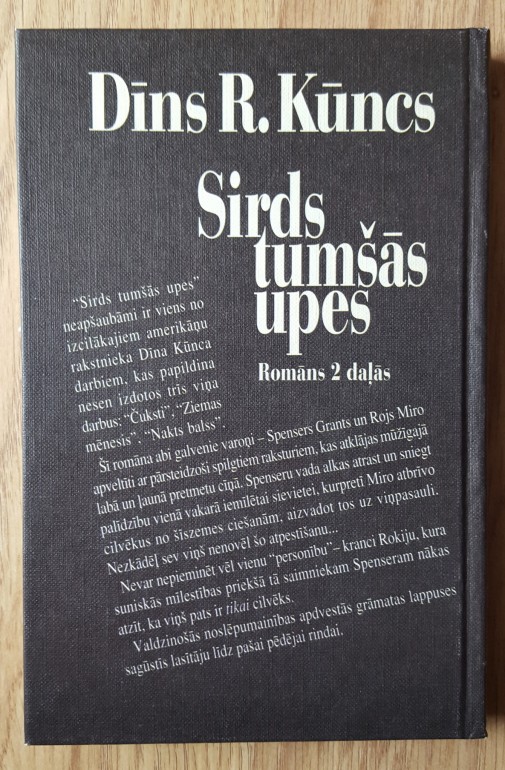 Dīns R. Kūncs
Sirds
tumšās
upes
Romāns 2 daļās
“Sirds tumšās upes”
neapšaubāmi ir viens no
izcilākajiem amerikāņu
rakstnieka Dīna Kūnca
darbiem, kas papildina
nesen izdotos trīs viņa
darbus: “Čuksti”, “Ziemas
mēnesis”, “Nakts balss”.
Šī romāna abi galvenie varoņi – Spensers Grants un Rojs Miro
apveltīti ar pārsteidzoši spilgtiem raksturiem, kas atklājas mūžīgajā
labā un ļaunā pretmetu cīņā. Spenseru vada alkas atrast un sniegt
palīdzību vienā vakarā iemīlētai sievietei, kurpretī Miro atbrīvo
cilvēkus no šīszemes ciešanām, aizvadot tos uz viņpasauli.
Nezkādēļ sev viņš nenovēl šo atpestīšanu...
Nevar nepieminēt vēl vienu “personību” – kranci Rokiju, kura
suniskās mīlestības priekšā tā saimniekam Spenseram nākas
atzīt, ka viņš pats ir tikai cilvēks.
Valdzinošās noslēpumainības apdvestās grāmatas lappuses
sagūstīs lasītāju līdz pašai pēdējai rindai.